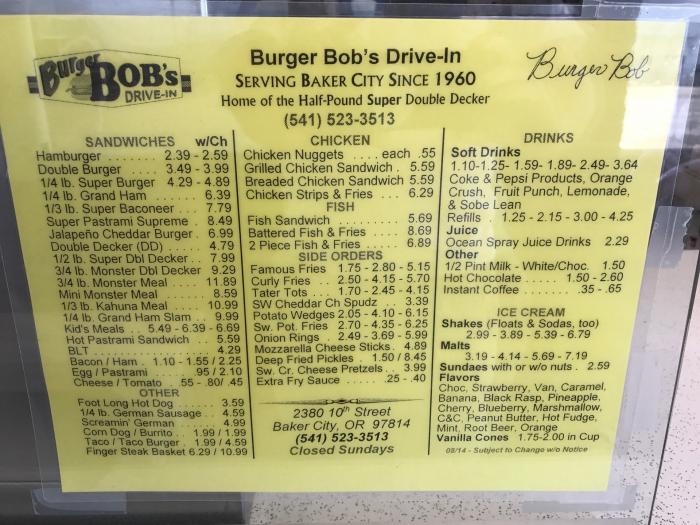 Burger
BOB's
DRIVE-IN
Burger Bob's Drive-In
SERVING BAKER CITY SINCE 1960
Home of the Half-Pound Super Double Decker
(541) 523-3513
Burger Bob
SANDWICHES w/Ch
Hamburger ....... 2.39 - 2.59
Double Burger .... 3.49 - 3.99
1/4 lb. Super Burger 4.29 - 4.89
1/4 lb. Grand Ham ....... 6.39
1/3 lb. Super Baconeer ... 7.79
Super Pastrami Supreme . 8.49
Jalapeño Cheddar Burger . 6.99
Double Decker (DD) ..... 4.79
1/2 lb. Super Dbl Decker .. 7.99
3/4 lb. Monster Dbl Decker 9.29
3/4 lb. Monster Meal .... 11.89
Mini Monster Meal ...... 8.59
1/3 lb. Kahuna Meal ... 10.99
1/4 lb. Grand Ham Slam .. 9.99
Kid's Meals .... 5.49 - 6.39 - 6.69
Hot Pastrami Sandwich ... 5.59
BLT ................. 4.29
Bacon / Ham . 1.10 - 1.55 / 2.25
Egg / Pastrami ..... .95 / 2.10
Cheese / Tomato . .55 - .80/ .45
OTHER
Foot Long Hot Dog ..... 3.59
1/4 lb. German Sausage .. 4.59
Screamin' German ..... 4.99
Corn Dog / Burrito .. 1.99 / 1.99
Taco / Taco Burger . 1.99 / 4.59
Finger Steak Basket 6.29 / 10.99
CHICKEN
Chicken Nuggets .... each .55
Grilled Chicken Sandwich . 5.59
Breaded Chicken Sandwich 5.59
Chicken Strips & Fries ... 6.29
FISH
Fish Sandwich ......... 5.69
Battered Fish & Fries .... 8.69
2 Piece Fish & Fries ..... 6.89
SIDE ORDERS
Famous Fries 1.75 - 2.80 - 5.15
Curly Fries .. 2.50 - 4.15 - 5.70
Tater Tots .. 1.70 - 2.45 - 4.15
SW Cheddar Ch Spudz .. 3.39
Potato Wedges 2.05 - 4.10 - 6.15
Sw. Pot. Fries 2.70 - 4.35 - 6.25
Onion Rings 2.49 - 3.69 - 5.99
Mozzarella Cheese Sticks . 4.89
Deep Fried Pickles . 1.50 / 8.45
Sw. Cr. Cheese Pretzels .. 3.99
Extra Fry Sauce ..... .25 - .40
2380 10th Street
Baker City, OR 97814
(541) 523-3513
Closed Sundays
DRINKS
Soft Drinks
1.10-1.25- 1.59- 1.89- 2.49- 3.64
Coke & Pepsi Products, Orange
Crush, Fruit Punch, Lemonade,
& Sobe Lean
Refills . 1.25 - 2.15 - 3.00 - 4.25
Juice
Ocean Spray Juice Drinks 2.29
Other
1/2 Pint Milk - White/Choc. 1.50
Hot Chocolate ..... 1.50 - 2.60
Instant Coffee ....... .35 - .65
ICE CREAM
Shakes (Floats & Sodas, too)
2.99 - 3.89 - 5.39 - 6.79
Malts
3.19 - 4.14 - 5.69 - 7.19
Sundaes with or w/o nuts . 2.59
Flavors
Choc, Strawberry, Van, Caramel,
Banana, Black Rasp, Pineapple,
Cherry, Blueberry, Marshmallow,
C&C, Peanut Butter, Hot Fudge,
Mint, Root Beer, Orange
Vanilla Cones 1.75-2.00 in Cup
08/14 - Subject to Change w/o Notice